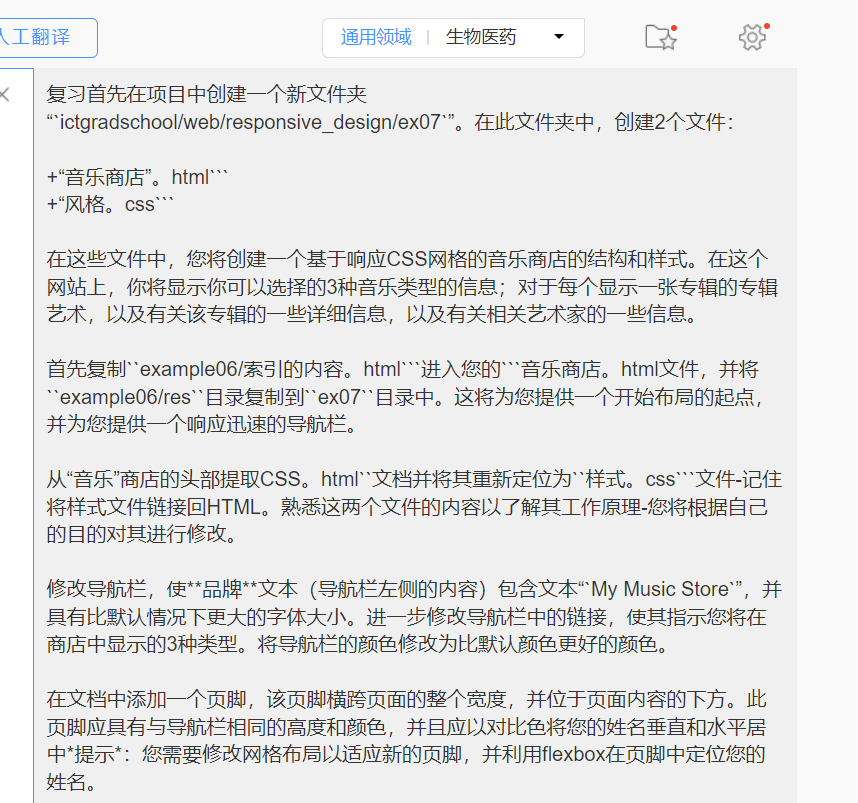 人工翻译
通用领域 | 生物医药
复习首先在项目中创建一个新文件夹
“`ictgradschool/web/responsive_design/ex07`”。在此文件夹中，创建2个文件：
+“音乐商店”。html```
+“风格。css```
在这些文件中，您将创建一个基于响应CSS网格的音乐商店的结构和样式。在这个
网站上，你将显示你可以选择的3种音乐类型的信息；对于每个显示一张专辑的专辑
艺术，以及有关该专辑的一些详细信息，以及有关相关艺术家的一些信息。
首先复制``example06/索引的内容。html```进入您的```音乐商店。html文件，并将
``example06/res``目录复制到``ex07``目录中。这将为您提供一个开始布局的起点，
并为您提供一个响应迅速的导航栏。
从“音乐”商店的头部提取CSS。html``文档并将其重新定位为``样式。css```文件-记住
将样式文件链接回HTML。熟悉这两个文件的内容以了解其工作原理-您将根据自己
的目的对其进行修改。
修改导航栏，使**品牌**文本（导航栏左侧的内容）包含文本“`My Music Store`”，并
具有比默认情况下更大的字体大小。进一步修改导航栏中的链接，使其指示您将在
商店中显示的3种类型。将导航栏的颜色修改为比默认颜色更好的颜色。
在文档中添加一个页脚，该页脚横跨页面的整个宽度，并位于页面内容的下方。此
页脚应具有与导航栏相同的高度和颜色，并且应以对比色将您的姓名垂直和水平居
中*提示*：您需要修改网格布局以适应新的页脚，并利用flexbox在页脚中定位您的
姓名。